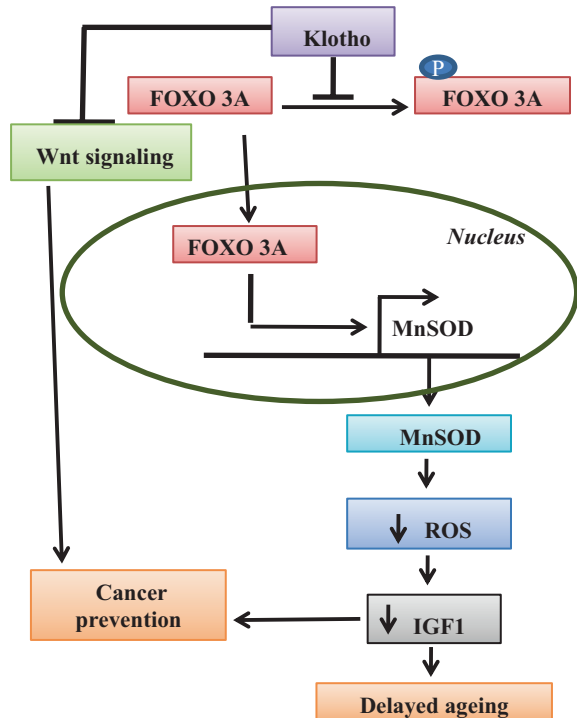 Klotho
P
FOXO 3A
FOXO 3A
Wnt signaling
Nucleus
FOXO 3A
MnSOD
MnSOD
ROS
Cancer
prevention
IGF1
Delayed ageing